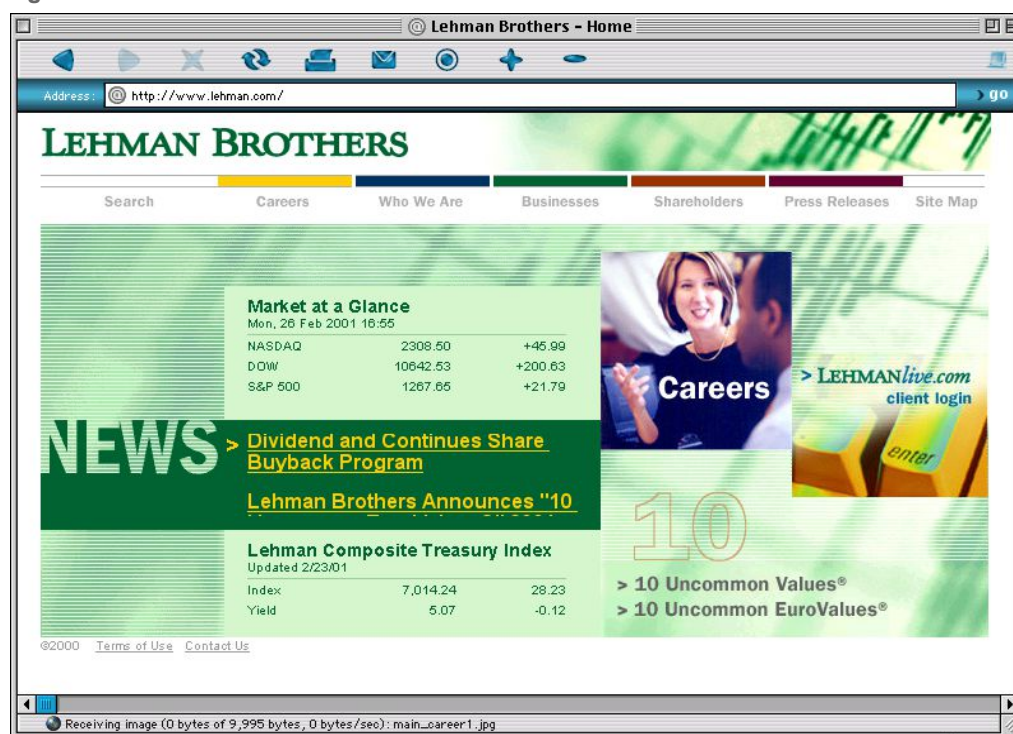 Lehman Brothers - Home
Address: http://www.lehman.com/ go
LEHMAN BROTHERS
Search Careers Who We Are Businesses Shareholders Press Releases Site Map
Market at a Glance
Mon, 26 Feb 2001 16:55
NASDAQ 2308.50 +45.99
DOW 10642.53 +200.63
S&P 500 1267.65 +21.79
Careers
> LEHMANlive.com
client login
enter
NEWS
> Dividend and Continues Share
Buyback Program
Lehman Brothers Announces "10
10
Lehman Composite Treasury Index
Updated 2/23/01
Index 7,014.24 28.23
Yield 5.07 -0.12
> 10 Uncommon Values®
> 10 Uncommon EuroValues®
©2000 Terms of Use Contact Us
Receiving image (0 bytes of 9,995 bytes, 0 bytes/sec): main_career1.jpg